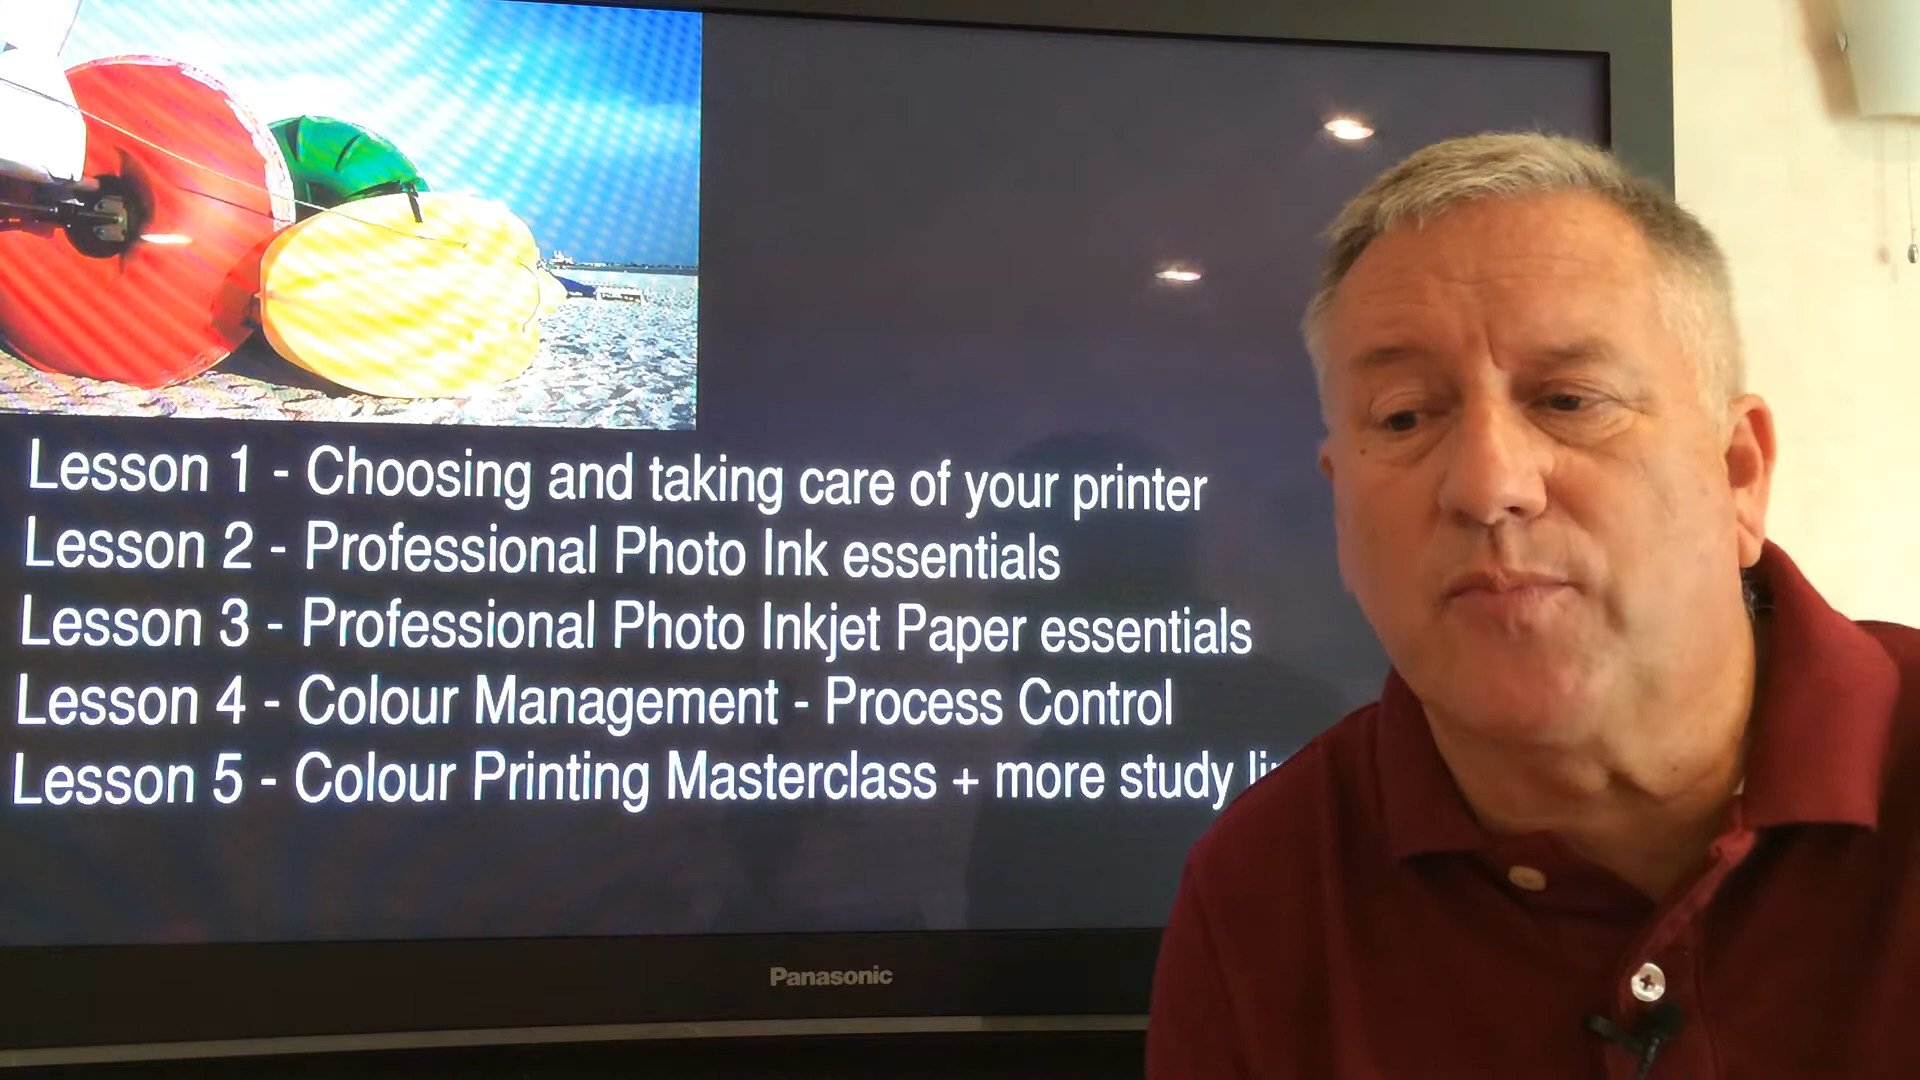 Lesson 1 - Choosing and taking care of your printer
Lesson 2 - Professional Photo Ink essentials
Lesson 3 - Professional Photo Inkjet Paper essentials
Lesson 4 - Colour Management - Process Control
Lesson 5 - Colour Printing Masterclass + more study
Panasonic